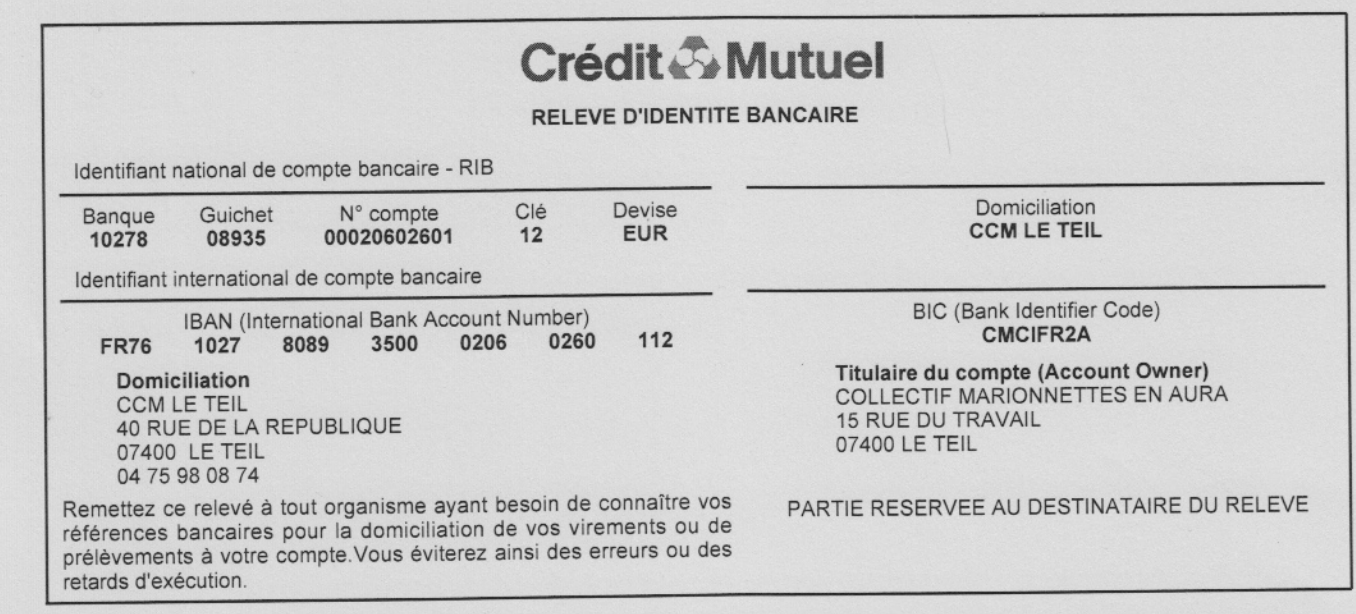 Crédit Mutuel
RELEVE D'IDENTITE BANCAIRE
Identifiant national de compte bancaire - RIB
Banque Guichet N° compte Clé Devise
10278 08935 00020602601 12 EUR
Domiciliation
CCM LE TEIL
Identifiant international de compte bancaire
IBAN (International Bank Account Number)
FR76 1027 8089 3500 0206 0260 112
BIC (Bank Identifier Code)
CMCIFR2A
Domiciliation
CCM LE TEIL
40 RUE DE LA REPUBLIQUE
07400 LE TEIL
04 75 98 08 74
Titulaire du compte (Account Owner)
COLLECTIF MARIONNETTES EN AURA
15 RUE DU TRAVAIL
07400 LE TEIL
Remettez ce relevé à tout organisme ayant besoin de connaître vos
références bancaires pour la domiciliation de vos virements ou de
prélèvements à votre compte.Vous éviterez ainsi des erreurs ou des
retards d'exécution.
PARTIE RESERVEE AU DESTINATAIRE DU RELEVE